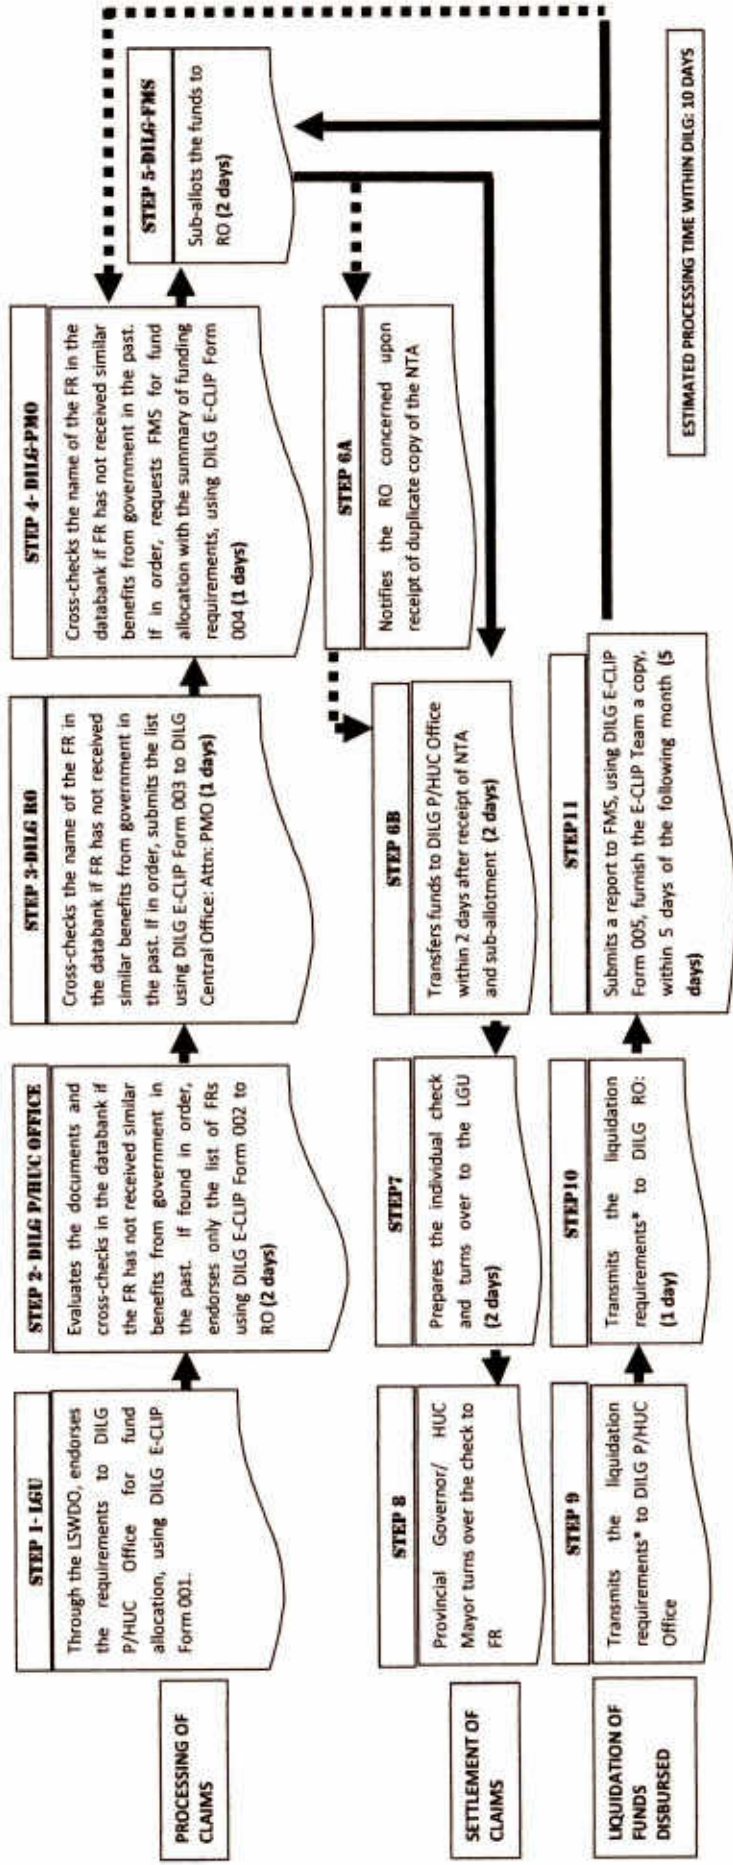 PROCESSING OF
CLAIMS
STEP 1- LGU
Through the LSWDO, endorses
the requirements to DILG
P/HUC Office for fund
allocation, using DILG E-CLIP
Form 001.
STEP 2- DILG P/HUC OFFICE
Evaluates the documents and
cross-checks in the databank if
the FR has not received similar
benefits from government in
the past. If found in order,
endorses only the list of FRs
using DILG E-CLIP Form 002 to
RO (2 days)
STEP 3-DILG RO
Cross-checks the name of the FR in
the databank if FR has not received
similar benefits from government in
the past. If in order, submits the list
using DILG E-CLIP Form 003 to DILG
Central Office: Attn: PMO (1 days)
STEP 4- DILG-PMO
Cross-checks the name of the FR in the
databank if FR has not received similar
benefits from government in the past.
If in order, requests FMS for fund
allocation with the summary of funding
requirements, using DILG E-CLIP Form
004 (1 days)
STEP 5-DILG-FMS
Sub-allots the funds to
RO (2 days)
SETTLEMENT OF
CLAIMS
STEP 8
Provincial Governor/ HUC
Mayor turns over the check to
FR
STEP7
Prepares the individual check
and turns over to the LGU
(2 days)
STEP 6B
Transfers funds to DILG P/HUC Office
within 2 days after receipt of NTA
and sub-allotment (2 days)
STEP 6A
Notifies the RO concerned upon
receipt of duplicate copy of the NTA
LIQUIDATION OF
FUNDS
DISBURSED
STEP 9
Transmits the liquidation
requirements* to DILG P/HUC
Office
STEP10
Transmits the liquidation
requirements* to DILG RO:
(1 day)
STEP11
Submits a report to FMS, using DILG E-CLIP
Form 005, furnish the E-CLIP Team a copy,
within 5 days of the following month (5
days)
ESTIMATED PROCESSING TIME WITHIN DILG: 10 DAYS